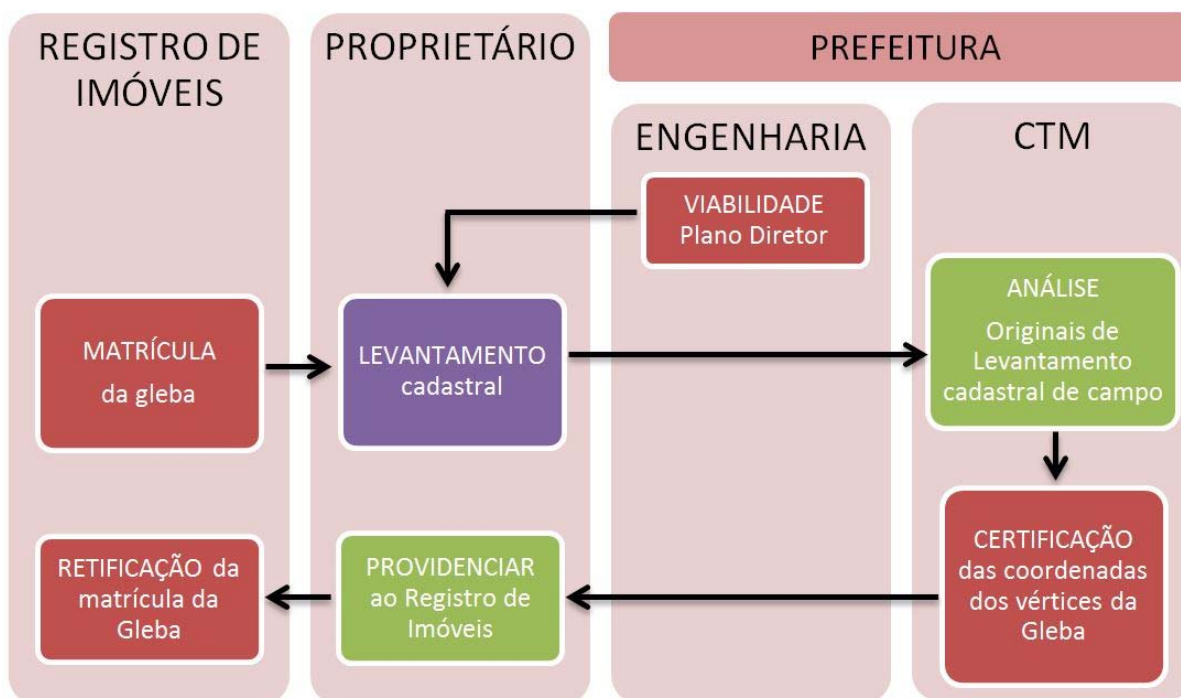 REGISTRO DE
IMÓVEIS
PROPRIETÁRIO
PREFEITURA
ENGENHARIA
CTM
VIABILIDADE
Plano Diretor
MATRÍCULA
da gleba
LEVANTAMENTO
cadastral
ANÁLISE
Originais de
Levantamento
cadastral de campo
RETIFICAÇÃO da
matrícula da
Gleba
PROVIDENCIAR
ao Registro de
Imóveis
CERTIFICAÇÃO
das coordenadas
dos vértices da
Gleba